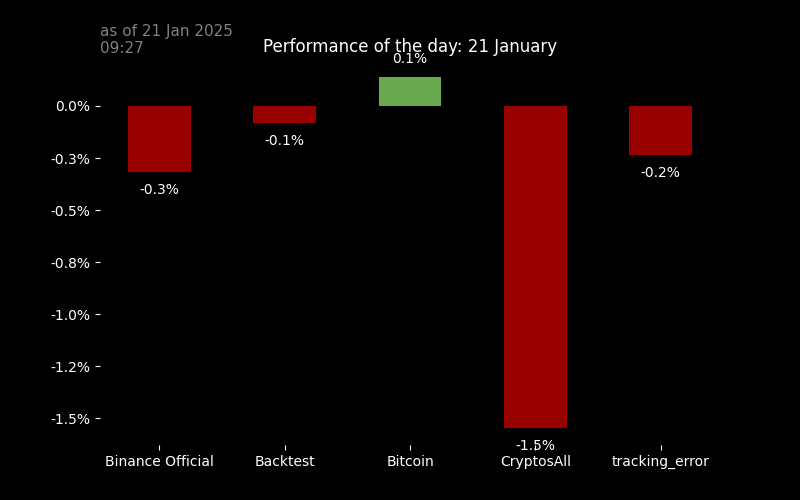 as of 21 Jan 2025
09:27
Performance of the day: 21 January
0.1%
0.0%
-0.1%
-0.3%
-0.2%
-0.3%
-0.5%
-0.8%
-1.0%
-1.2%
-1.5%
-1.5%
Binance Official
Backtest
Bitcoin
CryptosAll
tracking_error